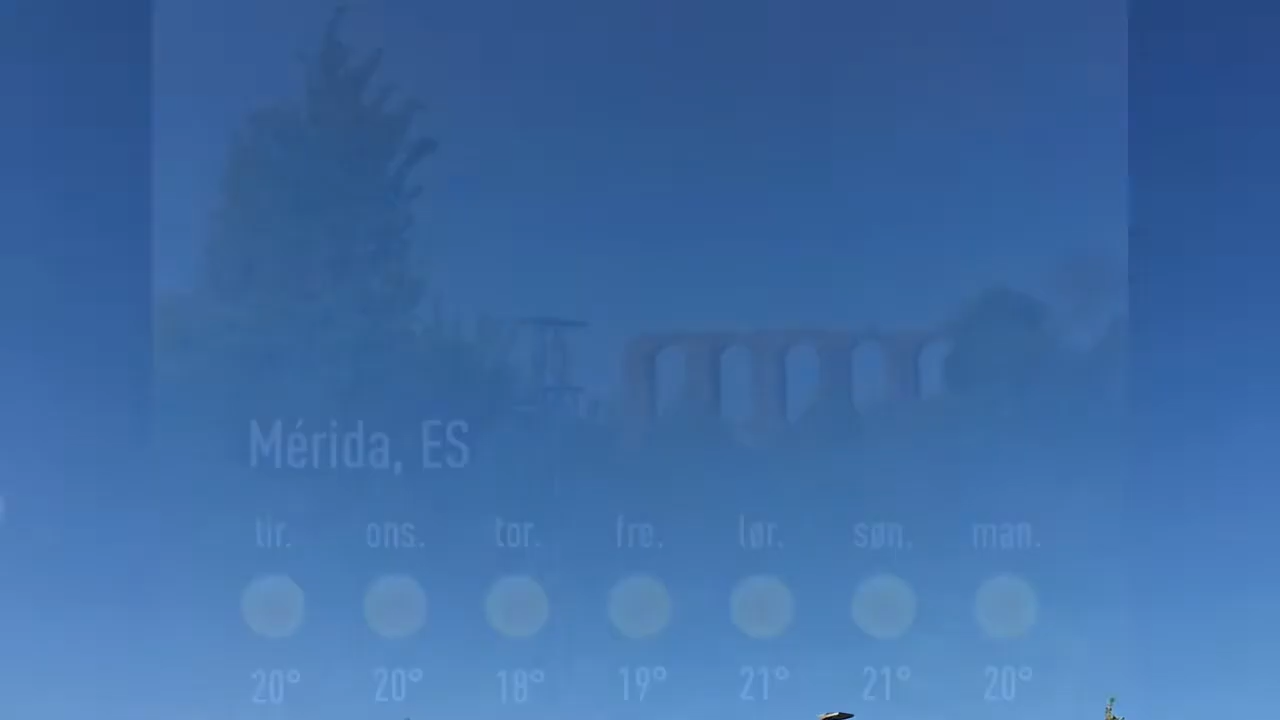 Mérida, ES
tir. ons. tor. fre. lør. søn. man.
20° 20° 18° 19° 21° 21° 20°